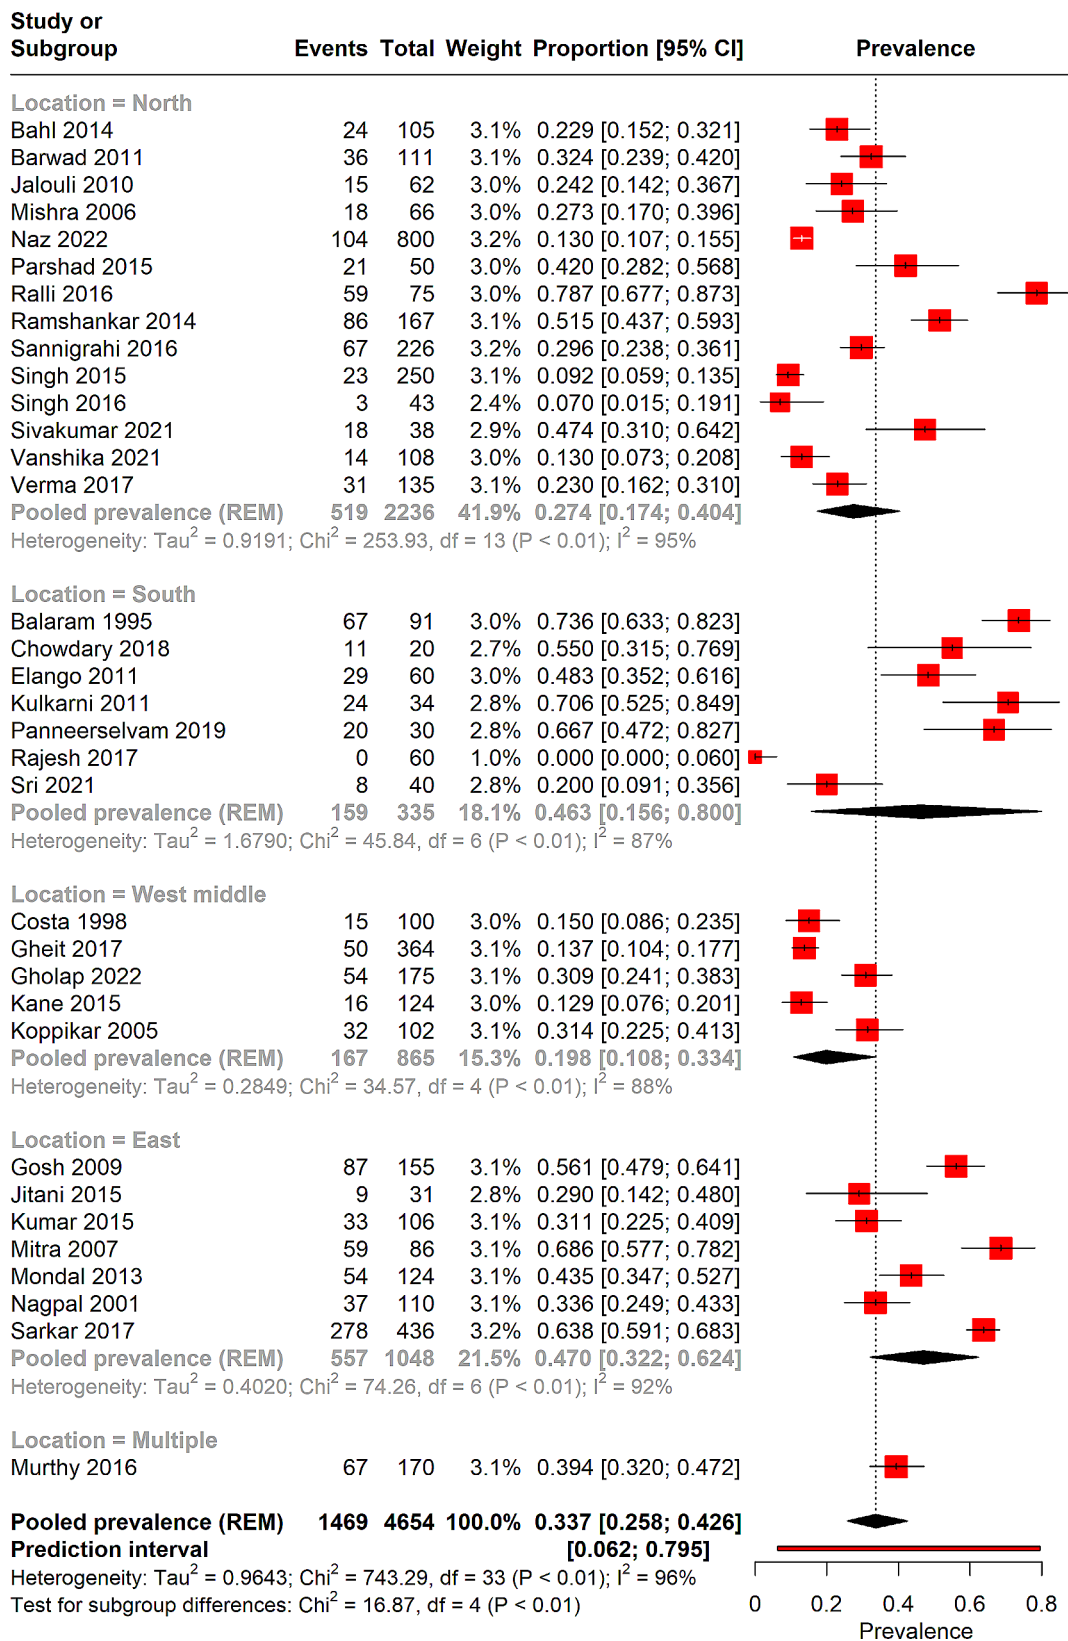 Study or
Subgroup Events Total Weight Proportion [95% CI] Prevalence
Location = North
Bahl 2014 24 105 3.1% 0.229 [0.152; 0.321]
Barwad 2011 36 111 3.1% 0.324 [0.239; 0.420]
Jalouli 2010 15 62 3.0% 0.242 [0.142; 0.367]
Mishra 2006 18 66 3.0% 0.273 [0.170; 0.396]
Naz 2022 104 800 3.2% 0.130 [0.107; 0.155]
Parshad 2015 21 50 3.0% 0.420 [0.282; 0.568]
Ralli 2016 59 75 3.0% 0.787 [0.677; 0.873]
Ramshankar 2014 86 167 3.1% 0.515 [0.437; 0.593]
Sannigrahi 2016 67 226 3.2% 0.296 [0.238; 0.361]
Singh 2015 23 250 3.1% 0.092 [0.059; 0.135]
Singh 2016 3 43 2.4% 0.070 [0.015; 0.191]
Sivakumar 2021 18 38 2.9% 0.474 [0.310; 0.642]
Vanshika 2021 14 108 3.0% 0.130 [0.073; 0.208]
Verma 2017 31 135 3.1% 0.230 [0.162; 0.310]
Pooled prevalence (REM) 519 2236 41.9% 0.274 [0.174; 0.404]
Heterogeneity: Tau² = 0.9191; Chi² = 253.93, df = 13 (P < 0.01); I² = 95%
Location = South
Balaram 1995 67 91 3.0% 0.736 [0.633; 0.823]
Chowdary 2018 11 20 2.7% 0.550 [0.315; 0.769]
Elango 2011 29 60 3.0% 0.483 [0.352; 0.616]
Kulkarni 2011 24 34 2.8% 0.706 [0.525; 0.849]
Panneerselvam 2019 20 30 2.8% 0.667 [0.472; 0.827]
Rajesh 2017 0 60 1.0% 0.000 [0.000; 0.060]
Sri 2021 8 40 2.8% 0.200 [0.091; 0.356]
Pooled prevalence (REM) 159 335 18.1% 0.463 [0.156; 0.800]
Heterogeneity: Tau² = 1.6790; Chi² = 45.84, df = 6 (P < 0.01); I² = 87%
Location = West middle
Costa 1998 15 100 3.0% 0.150 [0.086; 0.235]
Gheit 2017 50 364 3.1% 0.137 [0.104; 0.177]
Gholap 2022 54 175 3.1% 0.309 [0.241; 0.383]
Kane 2015 16 124 3.0% 0.129 [0.076; 0.201]
Koppikar 2005 32 102 3.1% 0.314 [0.225; 0.413]
Pooled prevalence (REM) 167 865 15.3% 0.198 [0.108; 0.334]
Heterogeneity: Tau² = 0.2849; Chi² = 34.57, df = 4 (P < 0.01); I² = 88%
Location = East
Gosh 2009 87 155 3.1% 0.561 [0.479; 0.641]
Jitani 2015 9 31 2.8% 0.290 [0.142; 0.480]
Kumar 2015 33 106 3.1% 0.311 [0.225; 0.409]
Mitra 2007 59 86 3.1% 0.686 [0.577; 0.782]
Mondal 2013 54 124 3.1% 0.435 [0.347; 0.527]
Nagpal 2001 37 110 3.1% 0.336 [0.249; 0.433]
Sarkar 2017 278 436 3.2% 0.638 [0.591; 0.683]
Pooled prevalence (REM) 557 1048 21.5% 0.470 [0.322; 0.624]
Heterogeneity: Tau² = 0.4020; Chi² = 74.26, df = 6 (P < 0.01); I² = 92%
Location = Multiple
Murthy 2016 67 170 3.1% 0.394 [0.320; 0.472]
Pooled prevalence (REM) 1469 4654 100.0% 0.337 [0.258; 0.426]
Prediction interval [0.062; 0.795]
Heterogeneity: Tau² = 0.9643; Chi² = 743.29, df = 33 (P < 0.01); I² = 96%
Test for subgroup differences: Chi² = 16.87, df = 4 (P < 0.01)
0 0.2 0.4 0.6 0.8
Prevalence